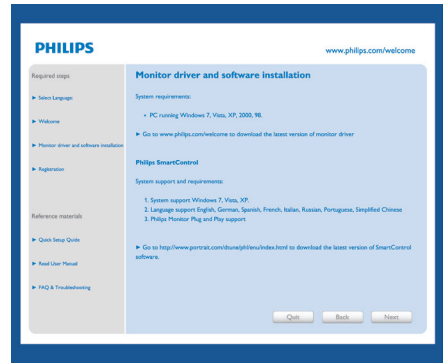 PHILIPS
www.philips.com/welcome
Required steps
► Select Language
► Welcome
► Monitor driver and software installation
► Registration
Reference materials
► Quick Setup Guide
► Read User Manual
► FAQ & Troubleshooting
Monitor driver and software installation
System requirements:
• PC running Windows 7, Vista, XP, 2000, 98.
► Go to www.philips.com/welcome to download the latest version of monitor driver
Philips SmartControl
System support and requirements:
1. System support Windows 7, Vista, XP.
2. Language support English, German, Spanish, French, Italian, Russian, Portuguese, Simplified Chinese
3. Philips Monitor Plug and Play support
► Go to http://www.portrait.com/dtune/phl/enu/index.html to download the latest version of SmartControl
software.
Quit
Back
Next